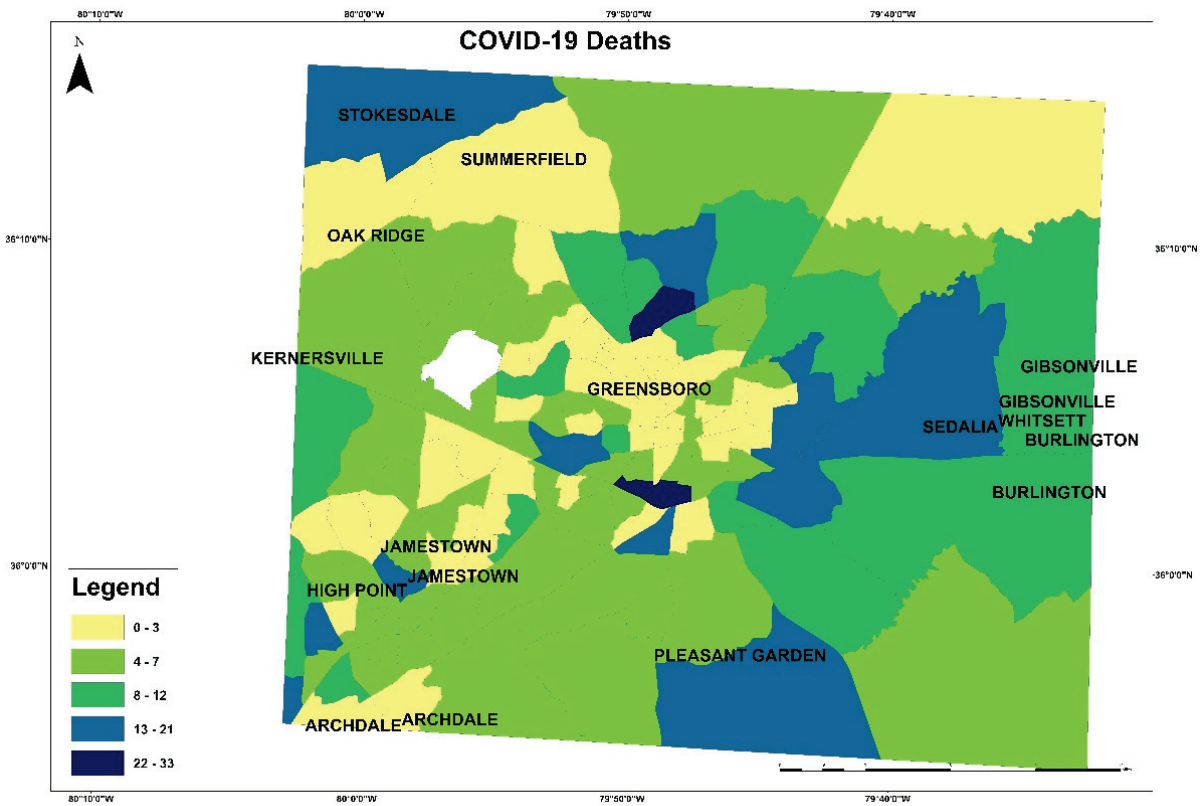 80°10'0"W 80°0'0"W 79°50'0"W 79°40'0"W
COVID-19 Deaths
N
STOKESDALE
SUMMERFIELD
OAK RIDGE
36°10'0"N
36°10'0"N
KERNERSVILLE
GIBSONVILLE
GREENSBORO
GIBSONVILLE
WHITSETT
SEDALIA
BURLINGTON
BURLINGTON
JAMESTOWN
36°0'0"N
36°0'0"N
JAMESTOWN
HIGH POINT
Legend
0 - 3
4 - 7
8 - 12
13 - 21
22 - 33
PLEASANT GARDEN
ARCHDALE
ARCHDALE
80°10'0"W 80°0'0"W 79°50'0"W 79°40'0"W